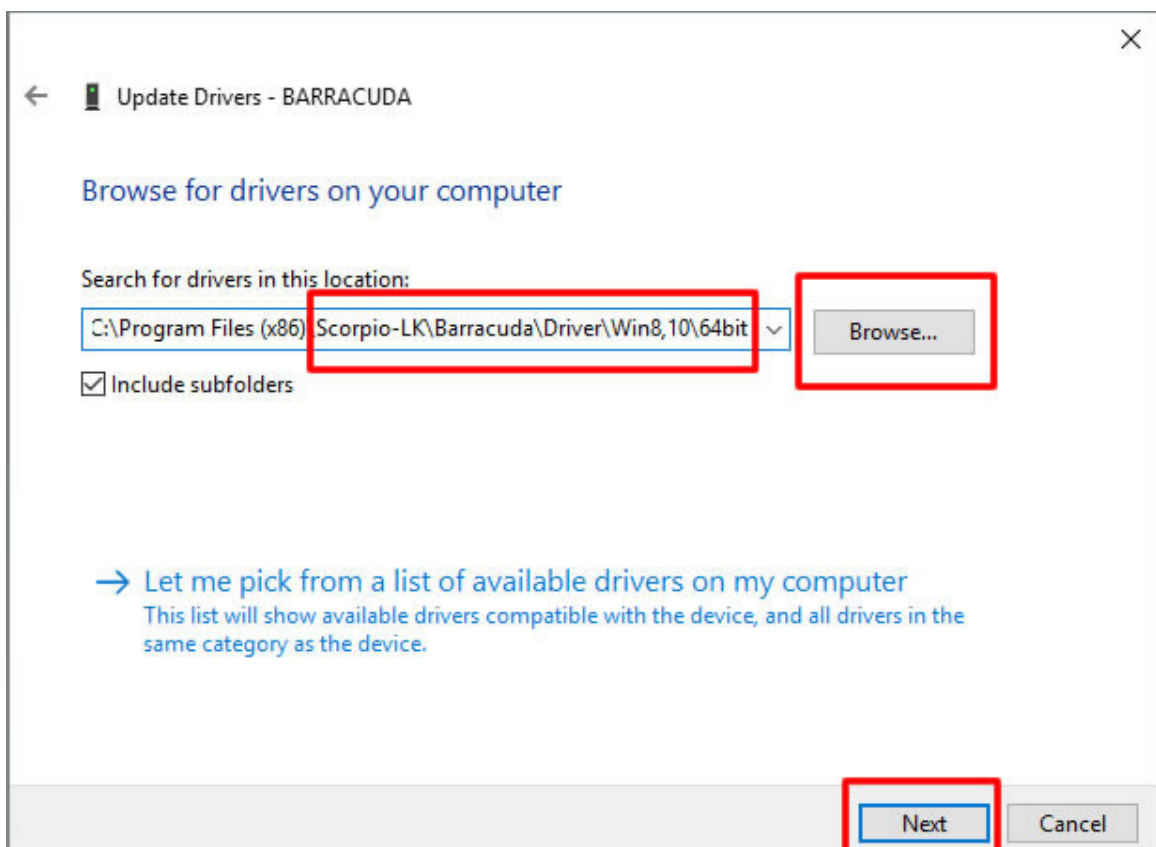 Update Drivers - BARRACUDA
Browse for drivers on your computer
Search for drivers in this location:
C:\Program Files (x86)\Scorpio-LK\Barracuda\Driver\Win8,10\64bit
Browse...
Include subfolders
Let me pick from a list of available drivers on my computer
This list will show available drivers compatible with the device, and all drivers in the
same category as the device.
Next
Cancel